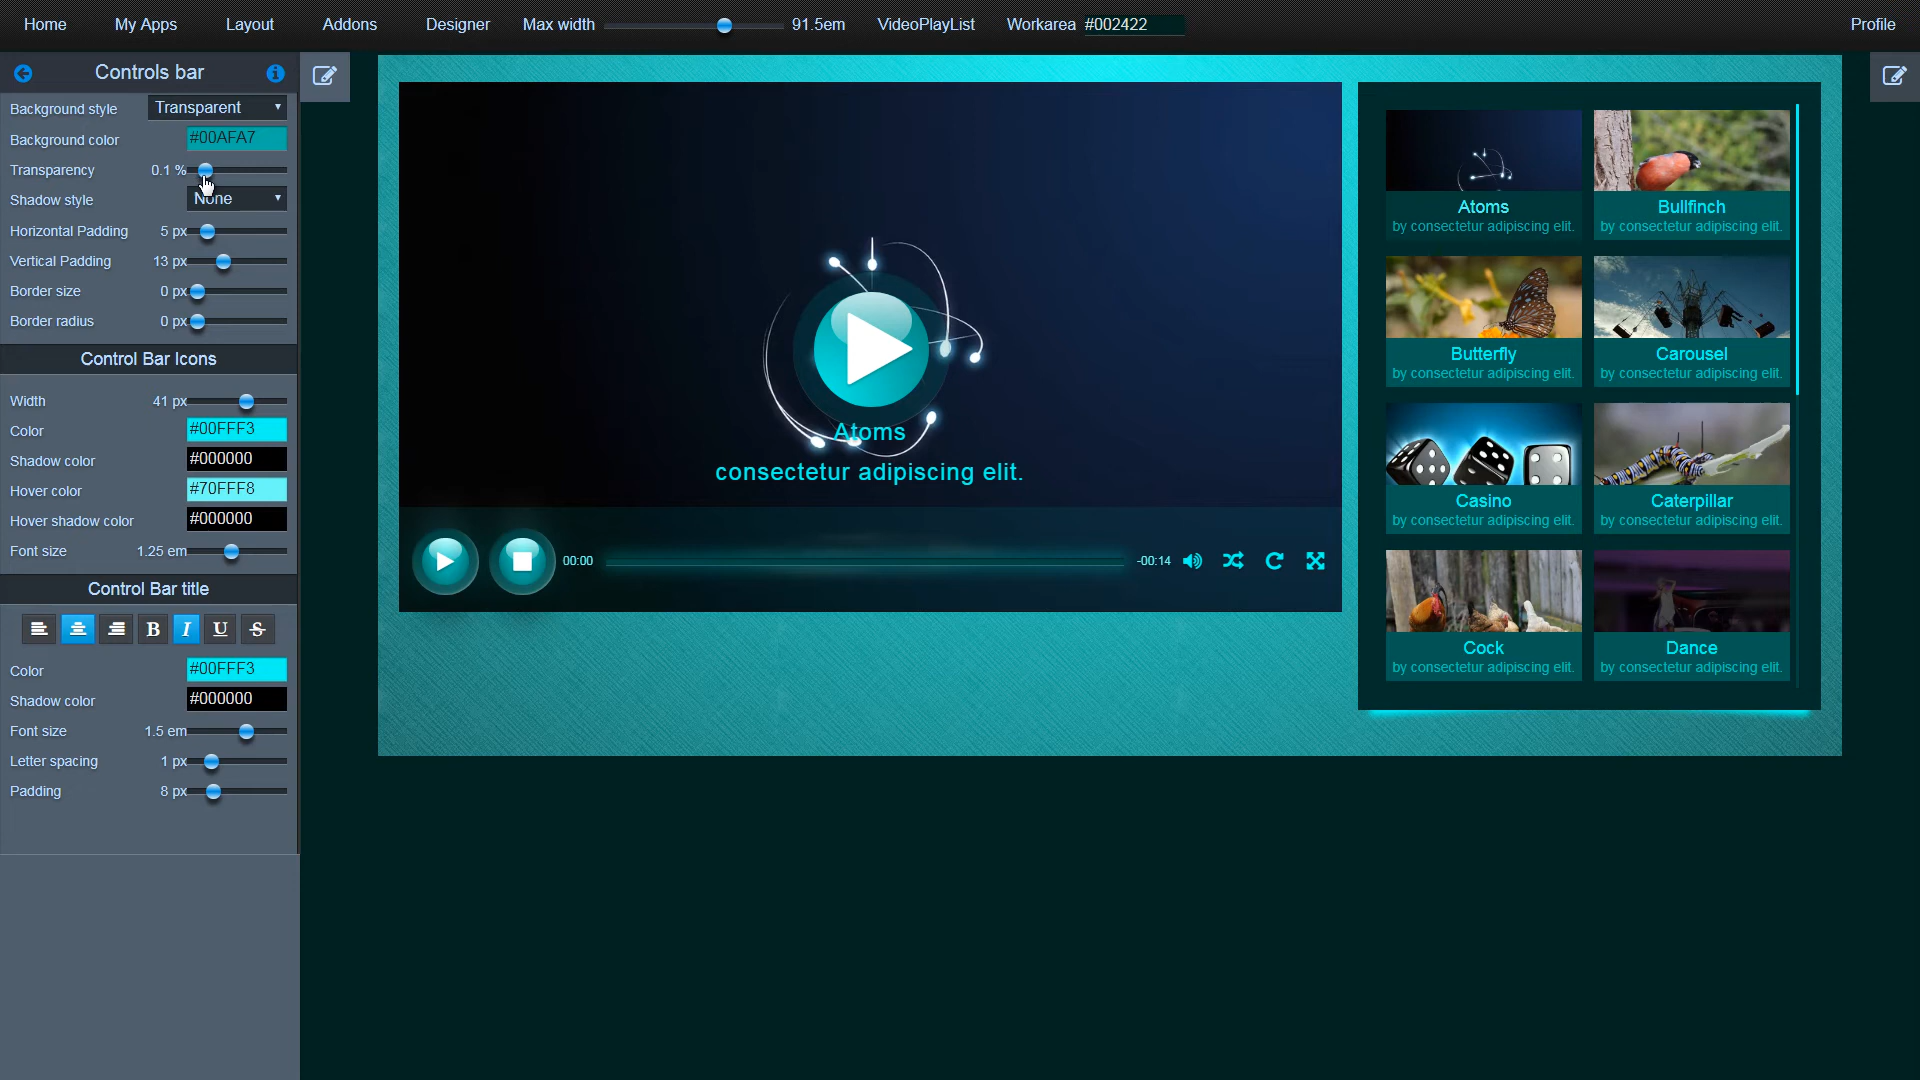 Home My Apps Layout Addons Designer Max width 91.5em VideoPlayList Workarea #002422 Profile
Controls bar
Background style Transparent
Background color #00AFA7
Transparency 0.1 %
Shadow style None
Horizontal Padding 5 px
Vertical Padding 13 px
Border size 0 px
Border radius 0 px
Control Bar Icons
Width 41 px
Color #00FFF3
Shadow color #000000
Hover color #70FFF8
Hover shadow color #000000
Font size 1.25 em
Control Bar title
B I U S
Color #00FFF3
Shadow color #000000
Font size 1.5 em
Letter spacing 1 px
Padding 8 px
Atoms
consectetur adipiscing elit.
00:00 -00:14
Atoms
by consectetur adipiscing elit.
Bullfinch
by consectetur adipiscing elit.
Butterfly
by consectetur adipiscing elit.
Carousel
by consectetur adipiscing elit.
Casino
by consectetur adipiscing elit.
Caterpillar
by consectetur adipiscing elit.
Cock
by consectetur adipiscing elit.
Dance
by consectetur adipiscing elit.